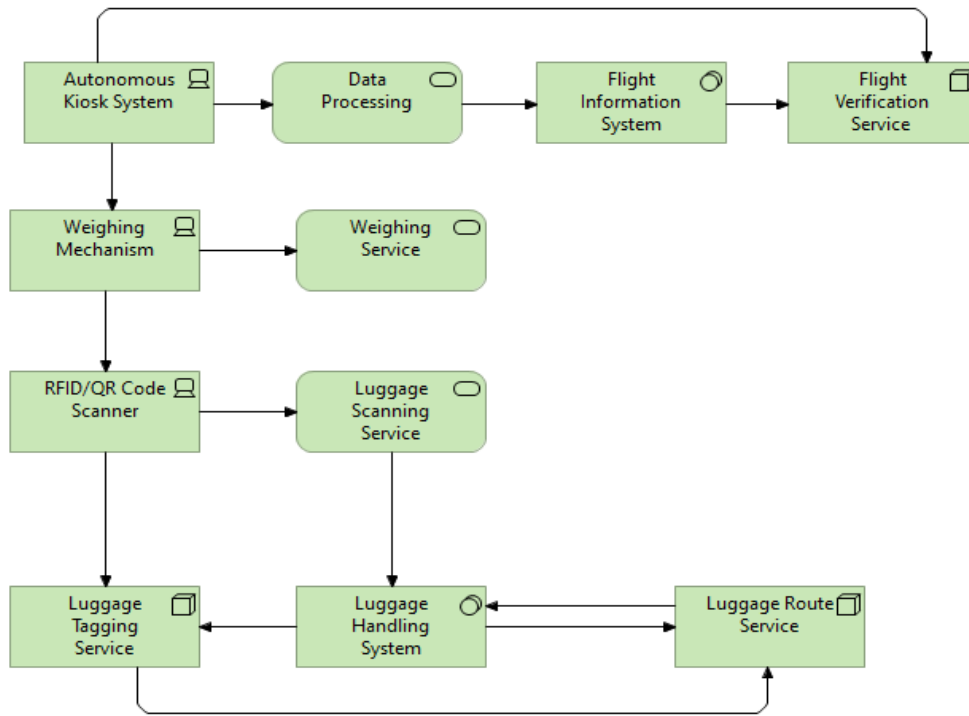 Autonomous
Kiosk System
Data
Processing
Flight
Information
System
Flight
Verification
Service
Weighing
Mechanism
Weighing
Service
RFID/QR Code
Scanner
Luggage
Scanning
Service
Luggage
Tagging
Service
Luggage
Handling
System
Luggage Route
Service